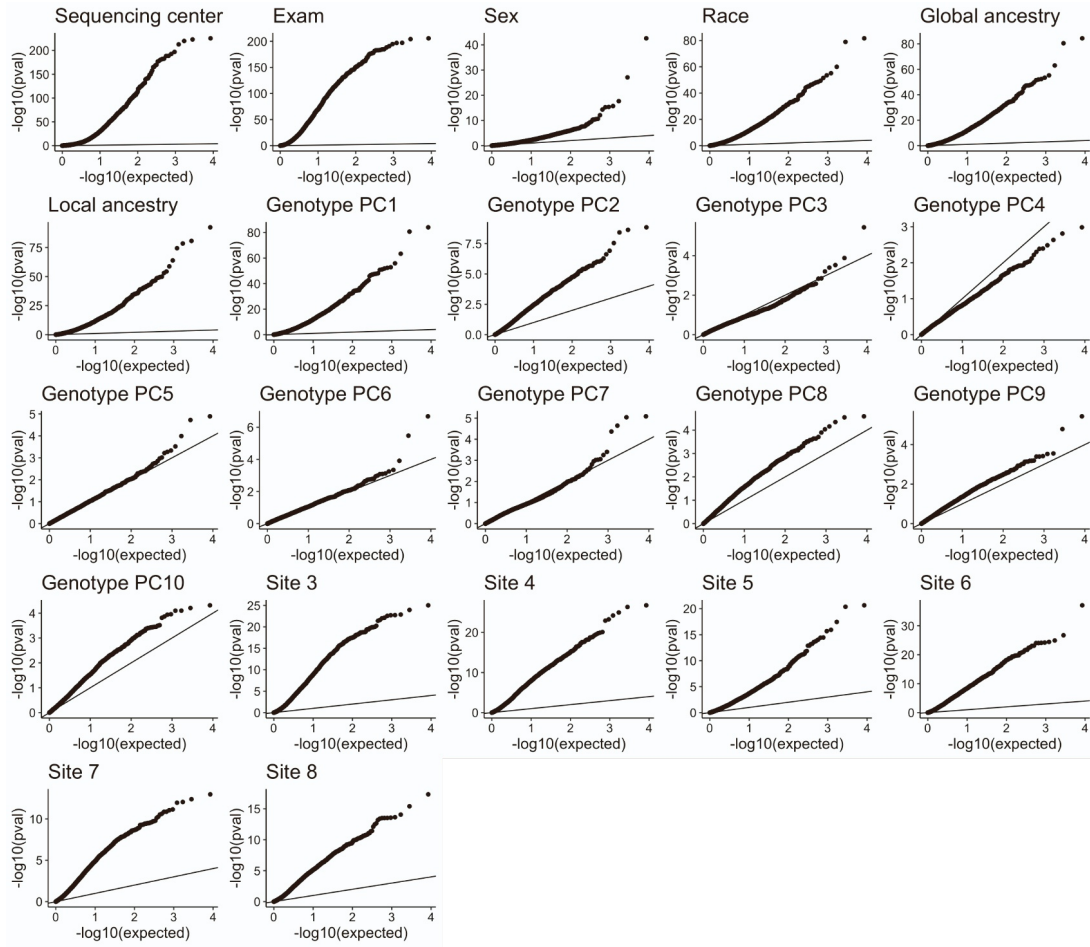 Sequencing center Exam Sex Race Global ancestry
-log10(pval) 200 150 100 50 0 -log10(pval) 200 150 100 50 0 -log10(pval) 40 30 20 10 0 -log10(pval) 80 60 40 20 0 -log10(pval) 80 60 40 20 0
0 1 2 3 4 0 1 2 3 4 0 1 2 3 4 0 1 2 3 4 0 1 2 3 4
-log10(expected) -log10(expected) -log10(expected) -log10(expected) -log10(expected)
Local ancestry Genotype PC1 Genotype PC2 Genotype PC3 Genotype PC4
-log10(pval) 75 50 25 0 -log10(pval) 80 60 40 20 0 -log10(pval) 7.5 5.0 2.5 0.0 -log10(pval) 4 2 0 -log10(pval) 3 2 1 0
0 1 2 3 4 0 1 2 3 4 0 1 2 3 4 0 1 2 3 4 0 1 2 3 4
-log10(expected) -log10(expected) -log10(expected) -log10(expected) -log10(expected)
Genotype PC5 Genotype PC6 Genotype PC7 Genotype PC8 Genotype PC9
-log10(pval) 5 4 3 2 1 0 -log10(pval) 6 4 2 0 -log10(pval) 5 4 3 2 1 0 -log10(pval) 4 3 2 1 0 -log10(pval) 4 2 0
0 1 2 3 4 0 1 2 3 4 0 1 2 3 4 0 1 2 3 4 0 1 2 3 4
-log10(expected) -log10(expected) -log10(expected) -log10(expected) -log10(expected)
Genotype PC10 Site 3 Site 4 Site 5 Site 6
-log10(pval) 4 3 2 1 0 -log10(pval) 25 20 15 10 5 0 -log10(pval) 20 10 0 -log10(pval) 20 15 10 5 0 -log10(pval) 30 20 10 0
0 1 2 3 4 0 1 2 3 4 0 1 2 3 4 0 1 2 3 4 0 1 2 3 4
-log10(expected) -log10(expected) -log10(expected) -log10(expected) -log10(expected)
Site 7 Site 8
-log10(pval) 10 5 0 -log10(pval) 15 10 5 0
0 1 2 3 4 0 1 2 3 4
-log10(expected) -log10(expected)